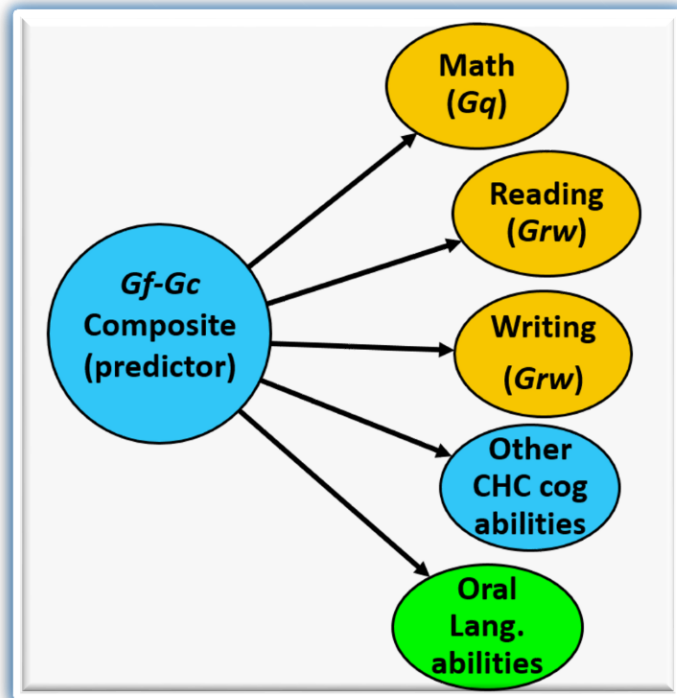 Math
(Gq)
Reading
(Grw)
Gf-Gc
Composite
(predictor)
Writing
(Grw)
Other
CHC cog
abilities
Oral
Lang.
abilities